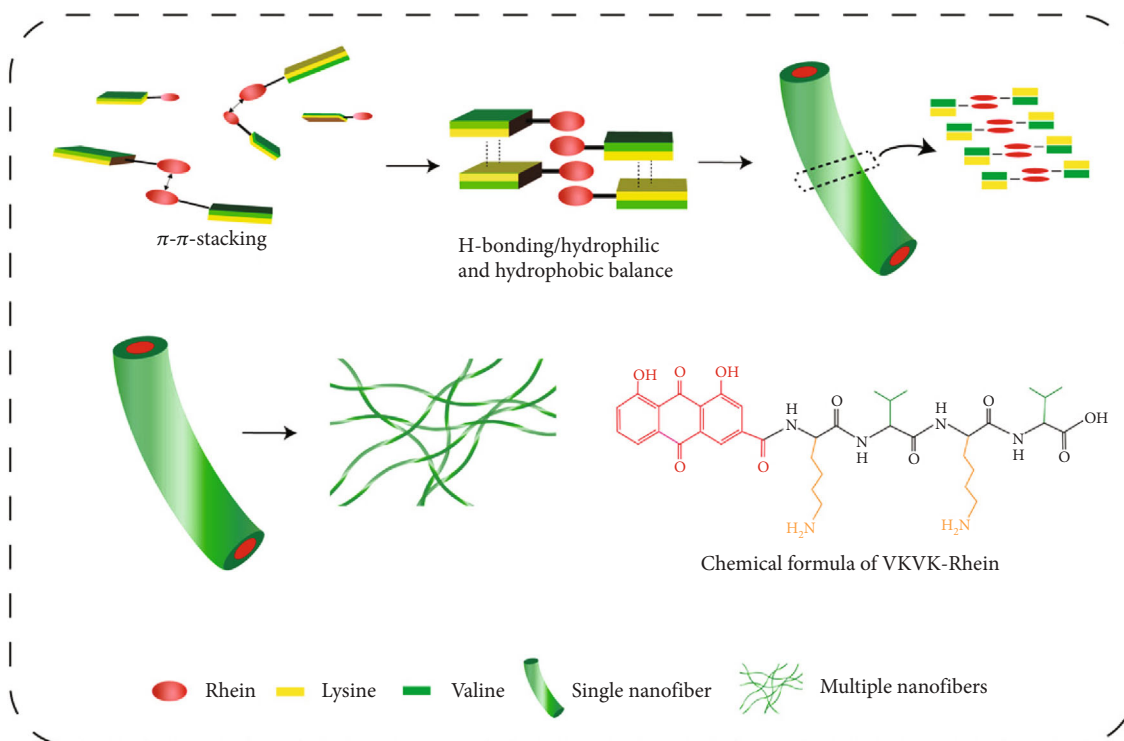 π-π-stacking
H-bonding/hydrophilic
and hydrophobic balance
OH
O
OH
O
O
H
N
O
N
H
O
H
N
O
N
H
O
OH
O
H₂N
H₂N
Chemical formula of VKVK-Rhein
Rhein
Lysine
Valine
Single nanofiber
Multiple nanofibers